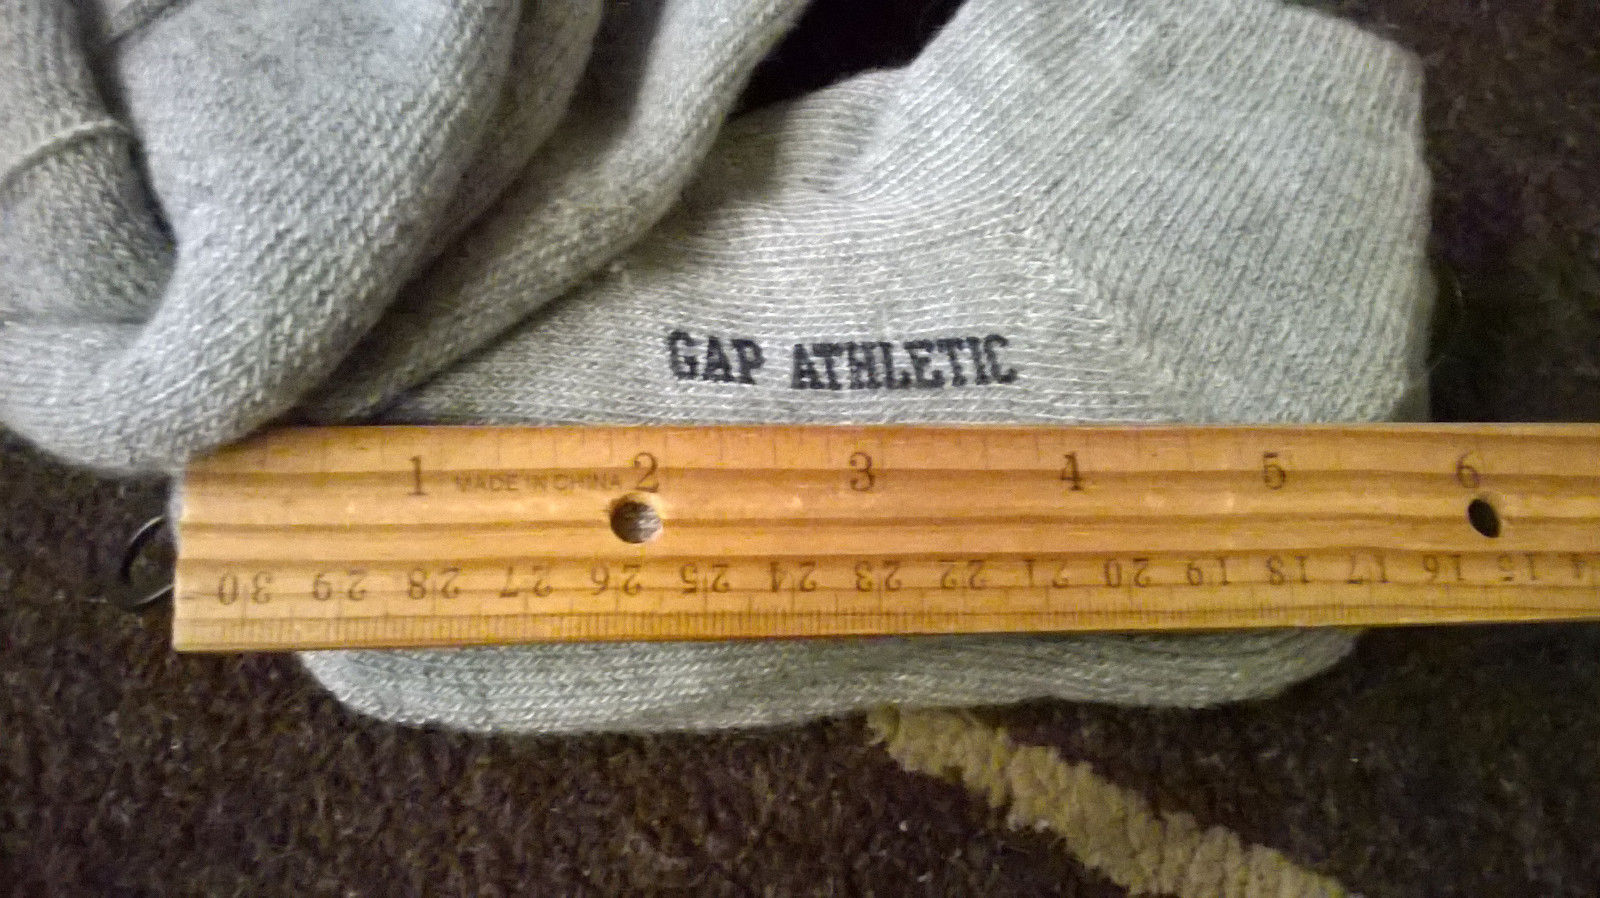 GAP ATHLETIC
1 MADE IN CHINA 2 3 4 5 6
30 29 28 27 26 25 24 23 22 21 20 19 18 17 16 15